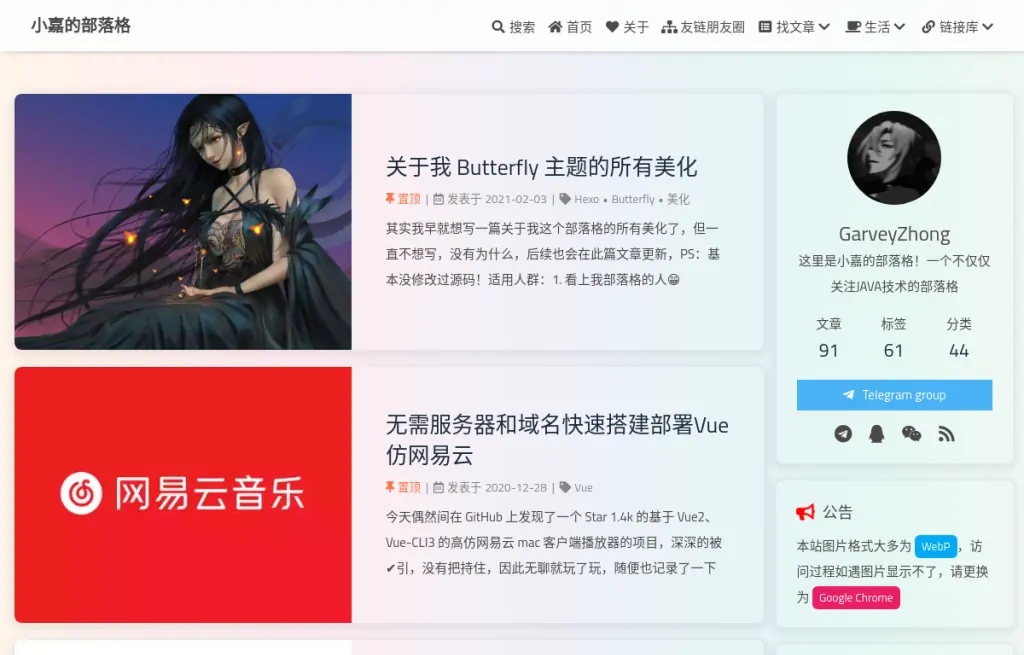 小嘉的部落格
搜索 首页 关于 友链朋友圈 找文章 生活 链接库
关于我 Butterfly 主题的所有美化
置顶 | 发表于 2021-02-03 | Hexo • Butterfly • 美化
其实我早就想写一篇关于我这个部落格的所有美化了，但一
直不想写，没有为什么，后续也会在此篇文章更新，PS：基
本没修改过源码！适用人群：1. 看上我部落格的人😁
网易云音乐
无需服务器和域名快速搭建部署Vue
仿网易云
置顶 | 发表于 2020-12-28 | Vue
今天偶然间在 GitHub 上发现了一个 Star 1.4k 的基于 Vue2、
Vue-CLI3 的高仿网易云 mac 客户端播放器的项目，深深的被
✔引，没有把持住，因此无聊就玩了玩，随便也记录了一下
GarveyZhong
这里是小嘉的部落格！一个不仅仅
关注JAVA技术的部落格
文章 标签 分类
91 61 44
Telegram group
公告
本站图片格式大多为 WebP ，访
问过程如遇图片显示不了，请更换
为 Google Chrome